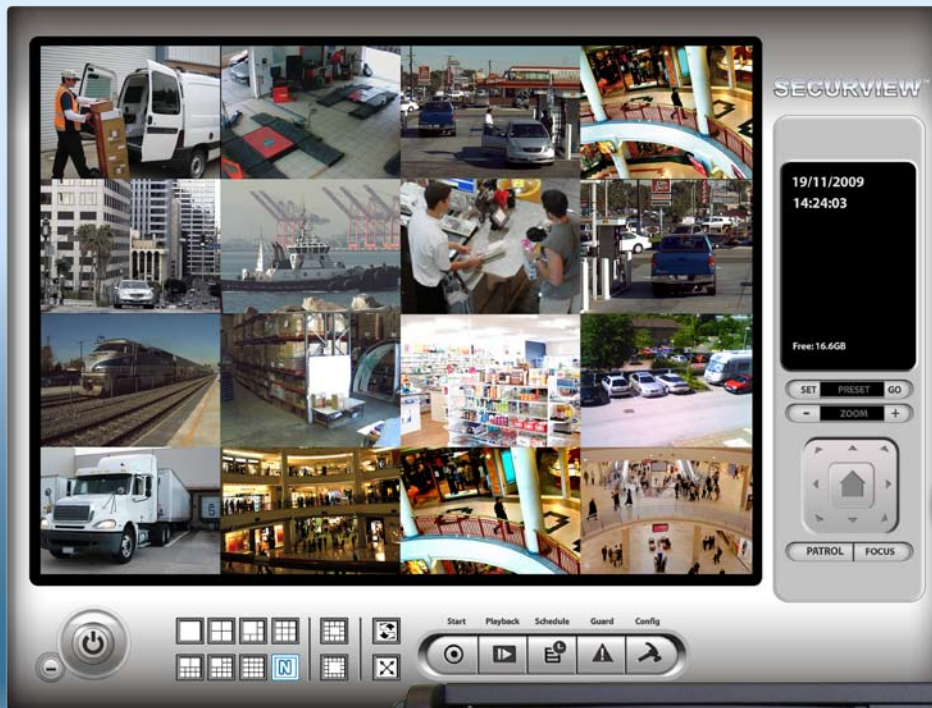 SECURVIEW™
19/11/2009
14:24:03
Free: 16.6GB
SET PRESET GO
- ZOOM +
PATROL FOCUS
Start Playback Schedule Guard Config
N